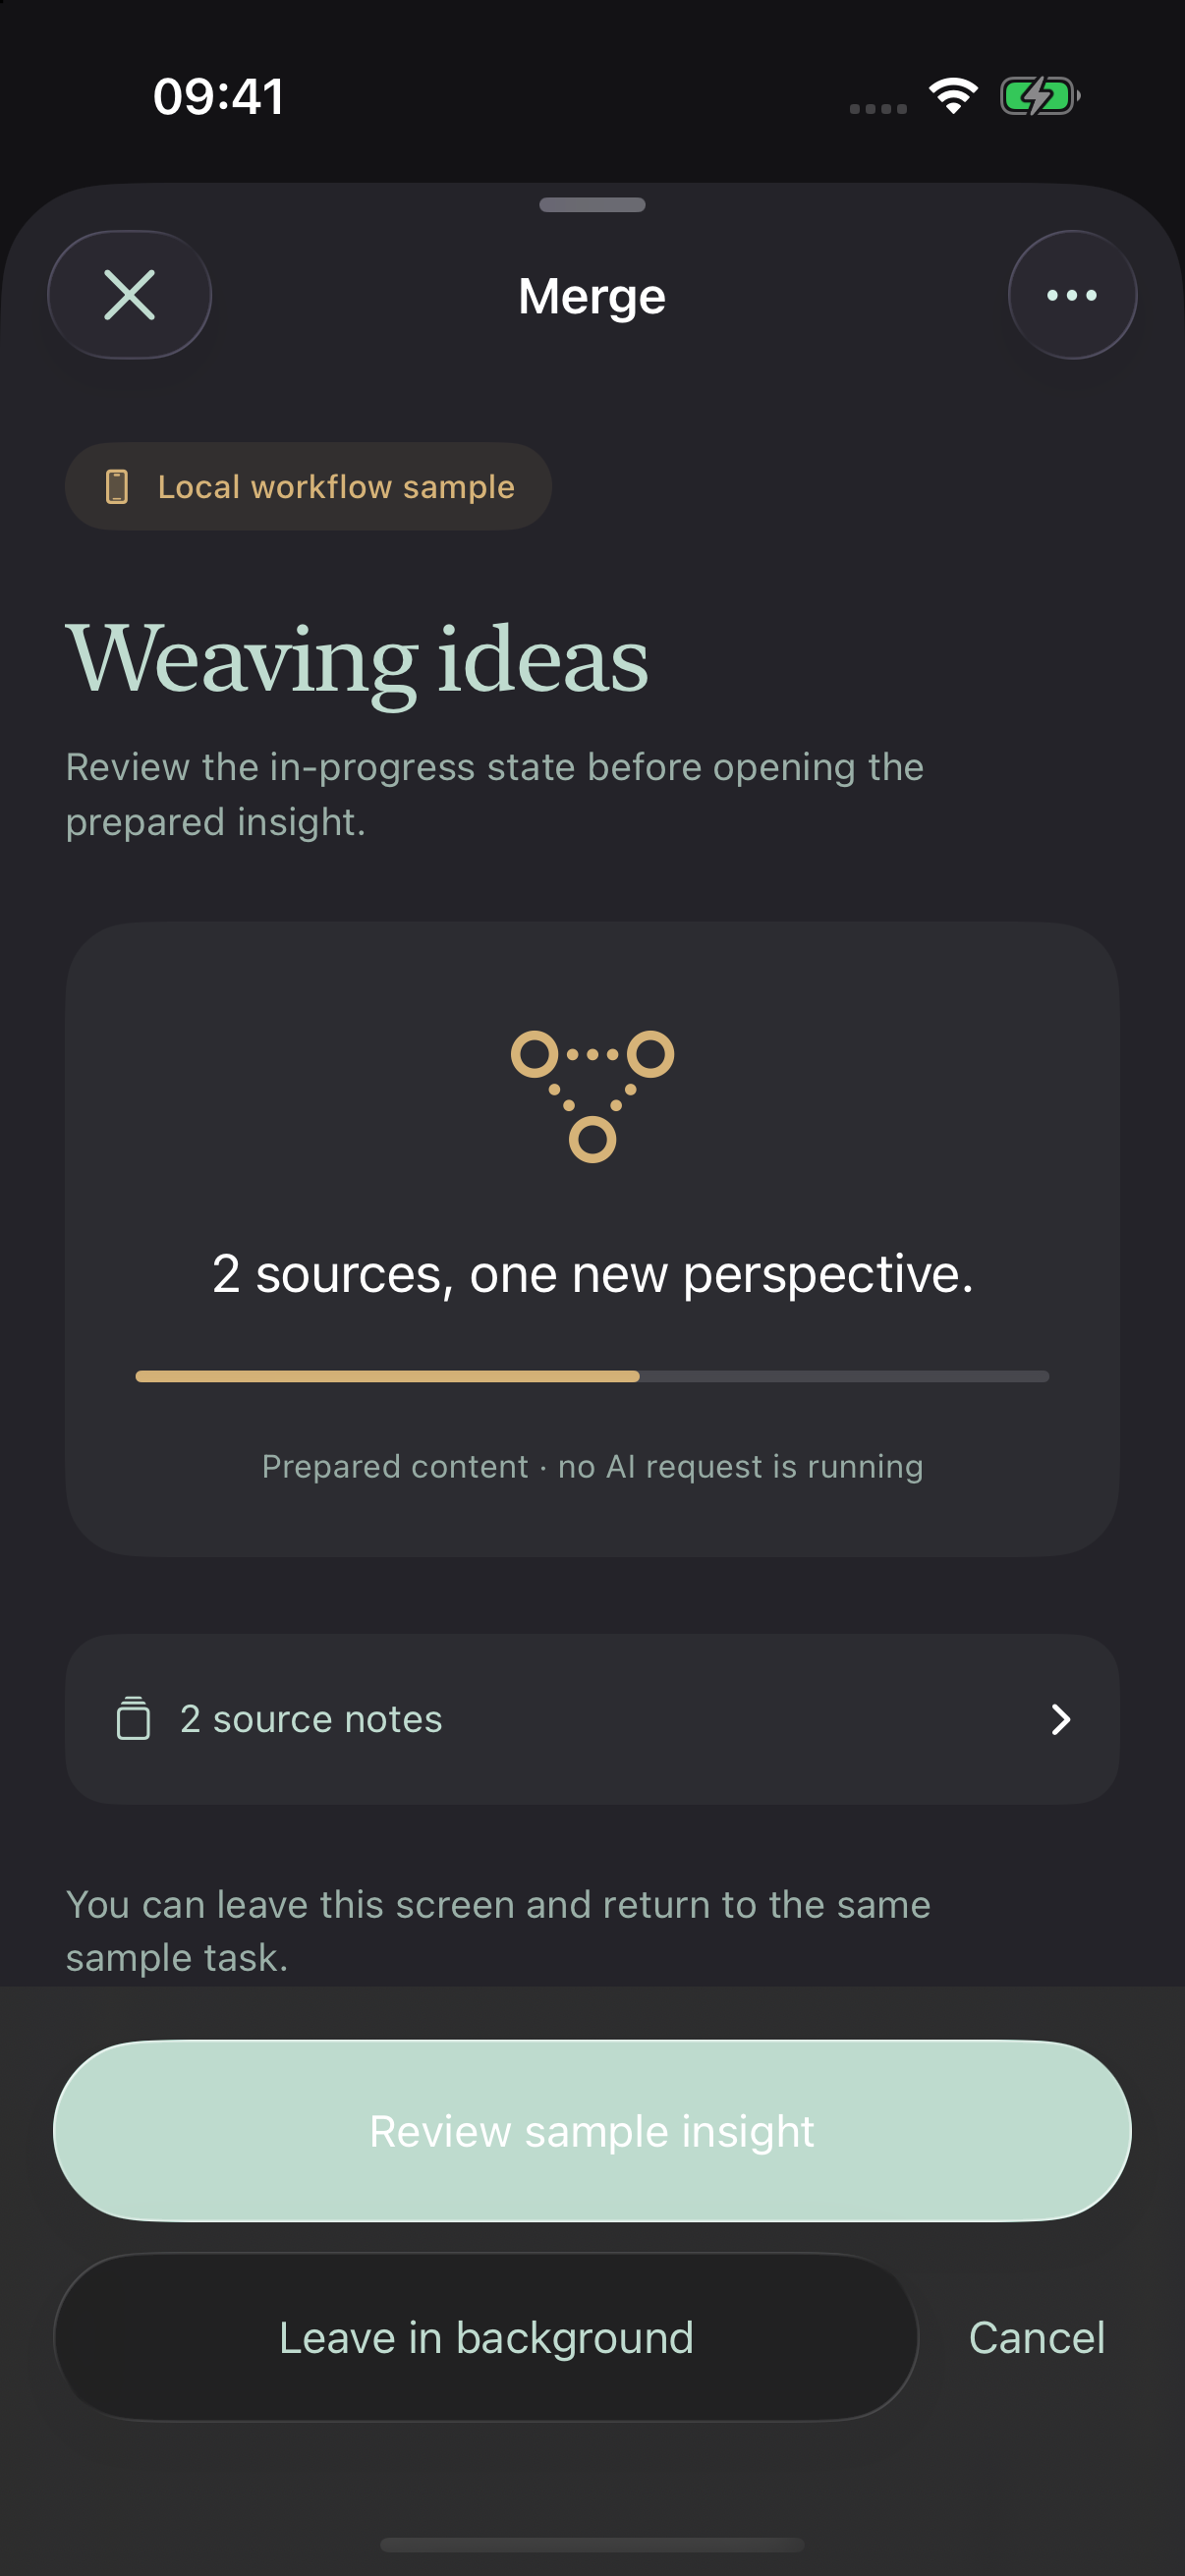 09:41
Merge
Local workflow sample
Weaving ideas
Review the in-progress state before opening the
prepared insight.
2 sources, one new perspective.
Prepared content · no AI request is running
2 source notes
You can leave this screen and return to the same
sample task.
Review sample insight
Leave in background
Cancel